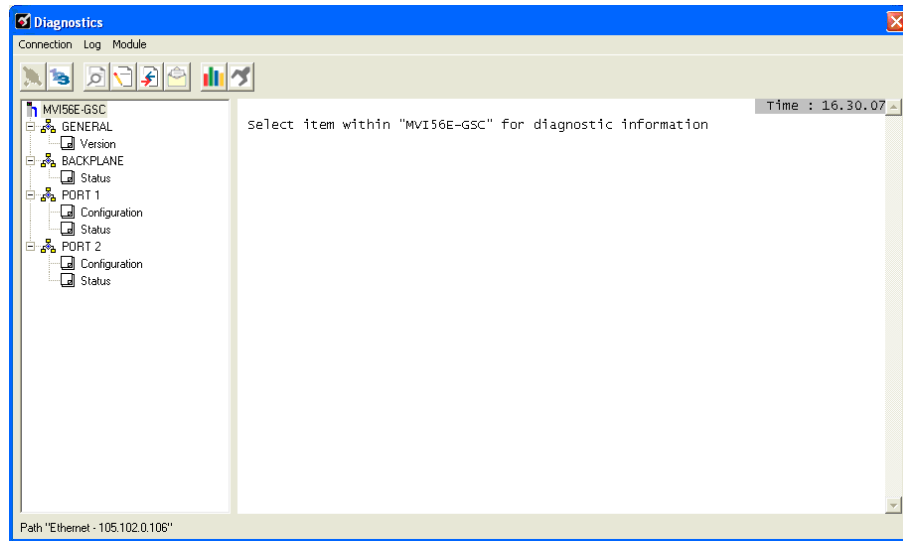 Diagnostics
Connection Log Module
MVI56E-GSC
GENERAL
Version
BACKPLANE
Status
PORT 1
Configuration
Status
PORT 2
Configuration
Status
Time : 16.30.07
Select item within "MVI56E-GSC" for diagnostic information
Path "Ethernet - 105.102.0.106"